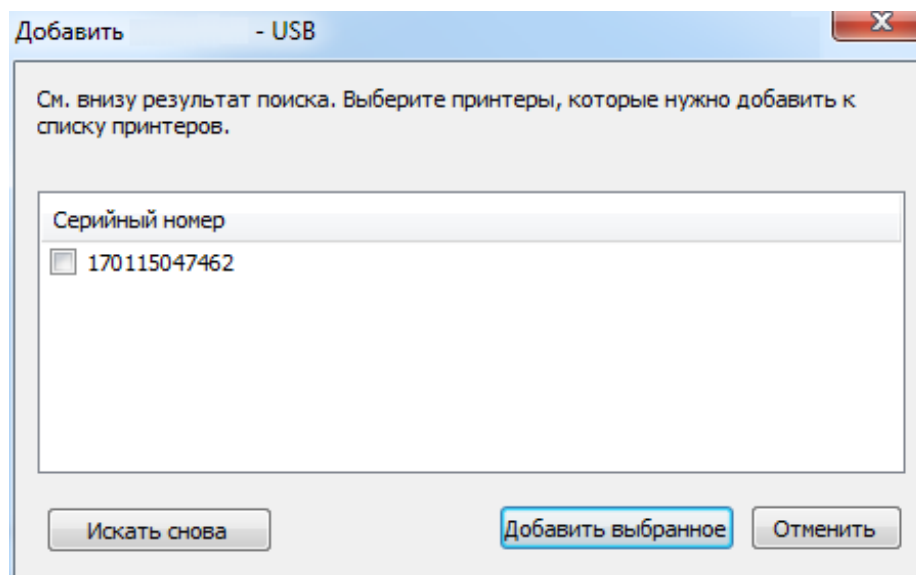 Добавить - USB
См. внизу результат поиска. Выберите принтеры, которые нужно добавить к
списку принтеров.
Серийный номер
170115047462
Искать снова
Добавить выбранное
Отменить